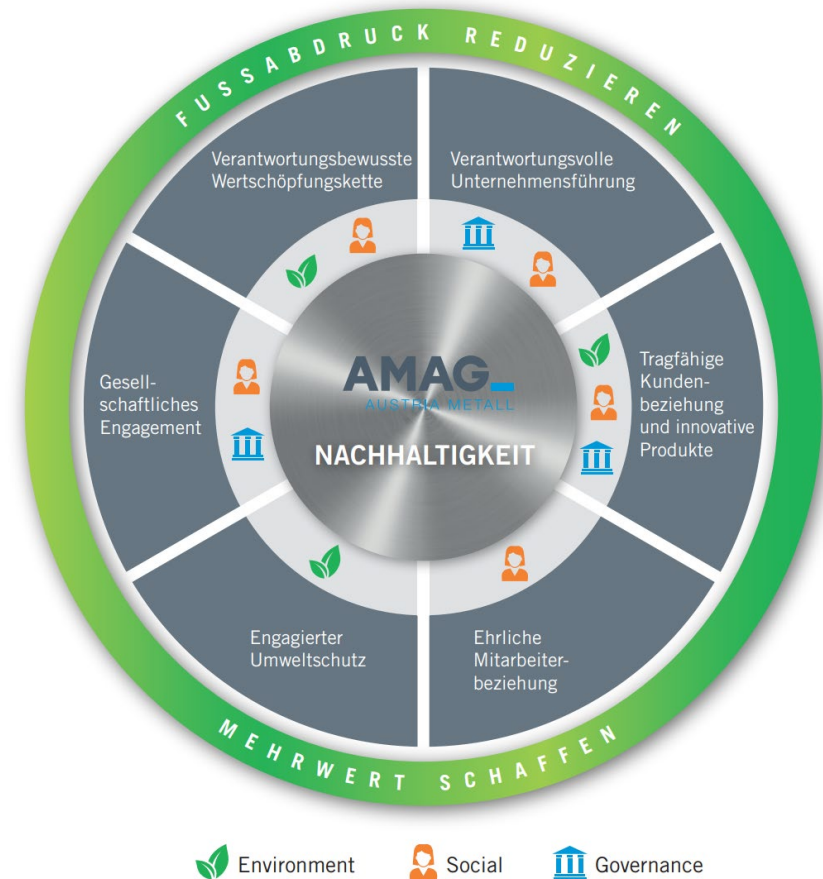 FUSSABDRUCK REDUZIEREN
Verantwortungsbewusste
Wertschöpfungskette
Verantwortungsvolle
Unternehmensführung
Gesell-
schaftliches
Engagement
AMAG_
AUSTRIA METALL
NACHHALTIGKEIT
Tragfähige
Kunden-
beziehung
und innovative
Produkte
Engagierter
Umweltschutz
Ehrliche
Mitarbeiter-
beziehung
MEHRWERT SCHAFFEN
Environment
Social
Governance